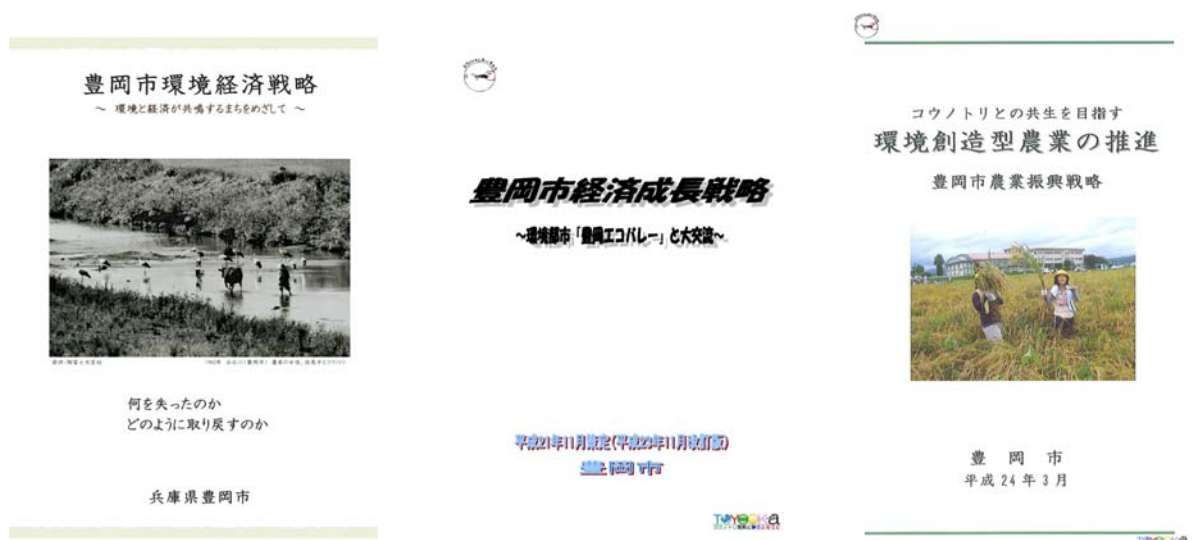 豊岡市環境経済戦略
～ 環境と経済が共鳴するまちをめざして ～
何を失ったのか
どのように取り戻すのか
兵庫県豊岡市
豊岡市経済成長戦略
～環境都市「豊岡エコバレー」と大交流～
平成21年11月策定(平成23年11月改訂版)
豊岡市
TOYOOKA
コウノトリとの共生を目指す
環境創造型農業の推進
豊岡市農業振興戦略
豊 岡 市
平成24年3月